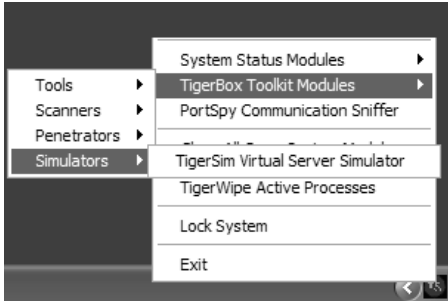 System Status Modules
TigerBox Toolkit Modules
PortSpy Communication Sniffer
TigerSim Virtual Server Simulator
TigerWipe Active Processes
Lock System
Exit
Tools
Scanners
Penetrators
Simulators